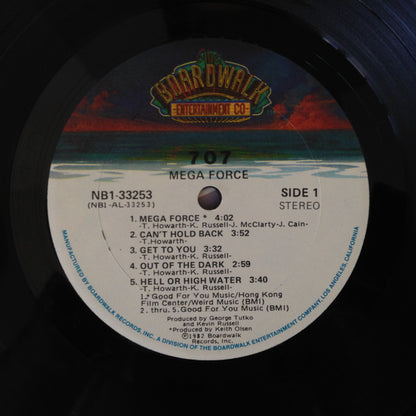 THE
BOARDWALK
ENTERTAINMENT CO
707
MEGA FORCE
NB1-33253
(NB1-AL-33253)
SIDE 1
STEREO
1. MEGA FORCE * 4:02
-T. Howarth-K. Russell-J. McClarty-J. Cain-
2. CAN'T HOLD BACK 3:52
-T. Howarth-
3. GET TO YOU 3:32
-T. Howarth-K. Russell-
4. OUT OF THE DARK 2:59
-T. Howarth-K. Russell-
5. HELL OR HIGH WATER 3:40
-T. Howarth-K. Russell-
1. Good For You Music/Hong Kong
Film Center/Weird Music (BMI)
2. thru. 5. Good For You Music (BMI)
Produced by George Tutko
and Kevin Russell
*Produced by Keith Olsen
℗1982 Boardwalk
Records, Inc.
MANUFACTURED BY BOARDWALK RECORDS, INC., A DIVISION OF THE BOARDWALK ENTERTAINMENT COMPANY, LOS ANGELES, CALIFORNIA